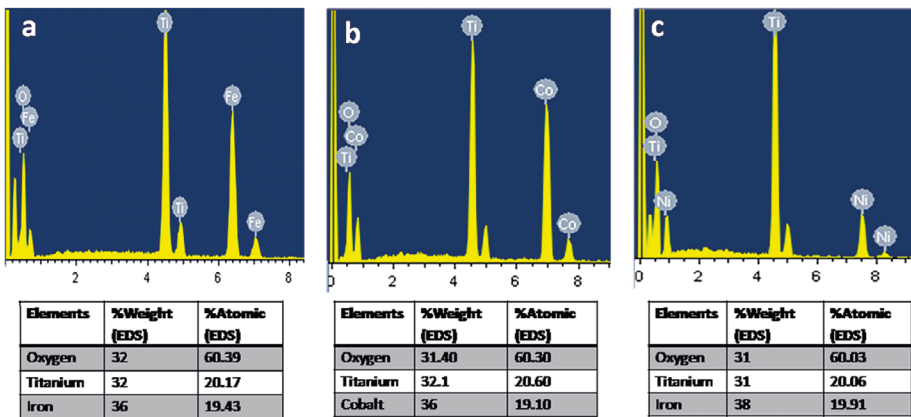 a
Ti
O
Fe
Ti
Fe
Ti
Fe
0 2 4 6 8
Elements %Weight (EDS) %Atomic (EDS)
Oxygen 32 60.39
Titanium 32 20.17
Iron 36 19.43
b
Ti
O
Co
Ti
Co
Co
0 2 4 6 8
Elements %Weight (EDS) %Atomic (EDS)
Oxygen 31.40 60.30
Titanium 32.1 20.60
Cobalt 36 19.10
c
Ti
O
Ti
Ni
Ni
Ni
0 2 4 6 8
Elements %Weight (EDS) %Atomic (EDS)
Oxygen 31 60.03
Titanium 31 20.06
Iron 38 19.91